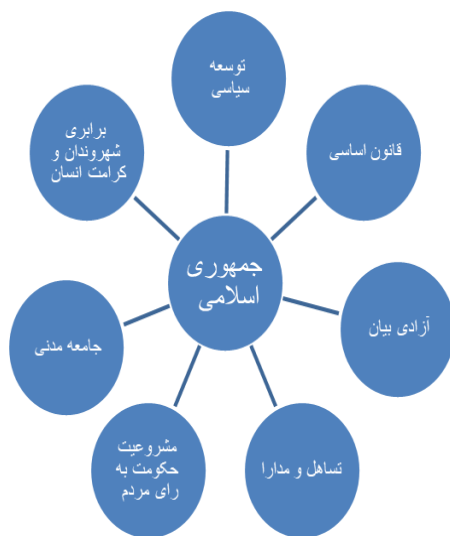 توسعه
سیاسی
قانون اساسی
آزادی بیان
تساهل و مدارا
مشروعیت
حکومت به
رای مردم
جامعه مدنی
برابری
شهروندان و
کرامت انسان
جمهوری
اسلامی